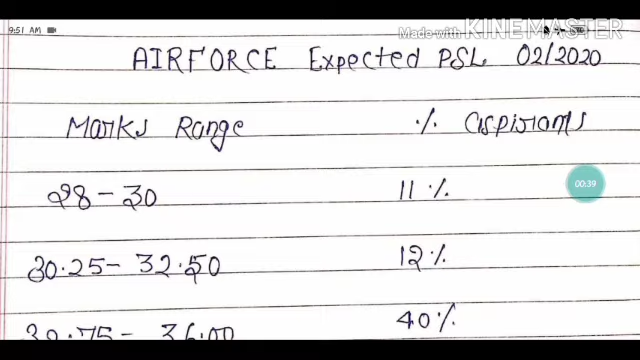 9:51 AM
Made with KINEMASTER
AIRFORCE Expected PSL 02/2020
Marks Range % aspirants
28 - 30 11%
00:39
30.25 - 32.50 12%
40%